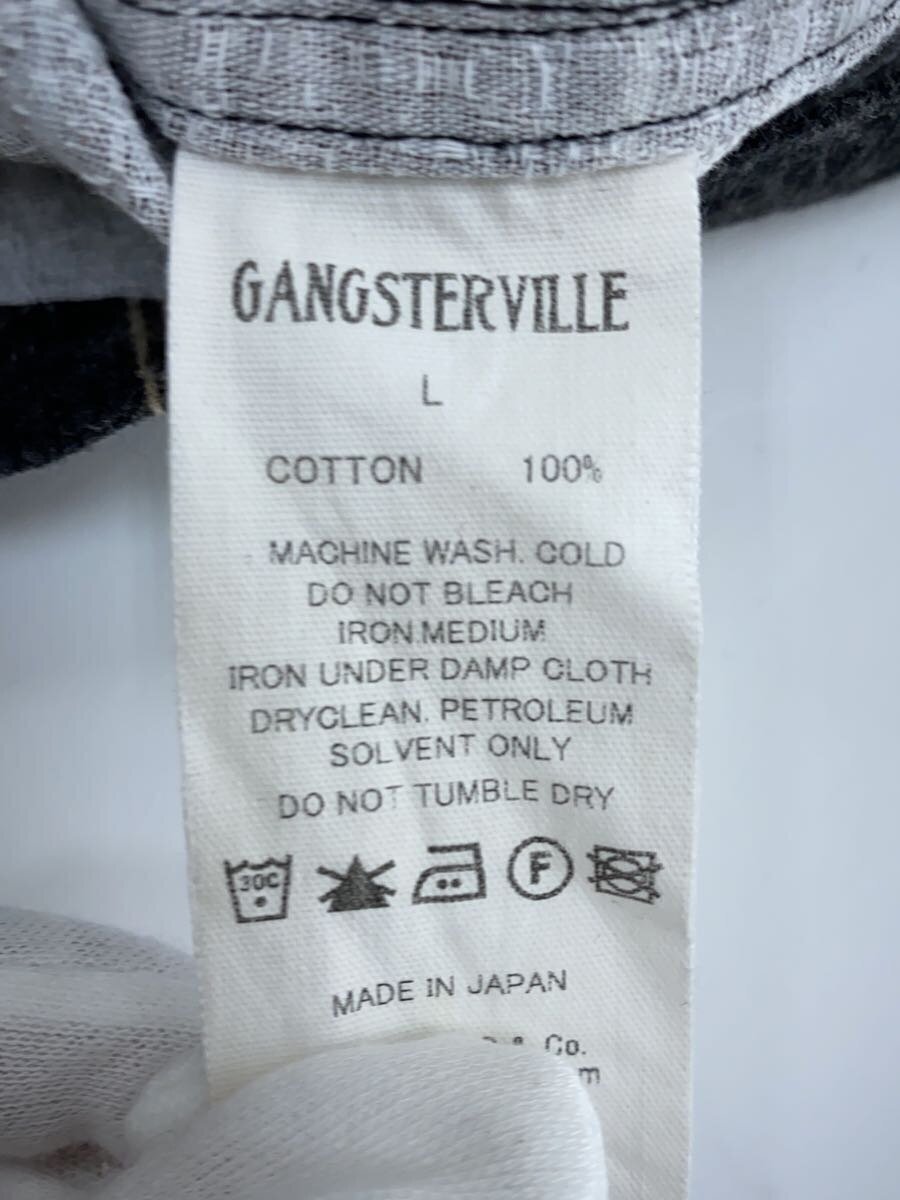 GANGSTERVILLE
L
COTTON 100%
MACHINE WASH. COLD
DO NOT BLEACH
IRON.MEDIUM
IRON UNDER DAMP CLOTH
DRYCLEAN. PETROLEUM
SOLVENT ONLY
DO NOT TUMBLE DRY
30C F
MADE IN JAPAN
& Co.